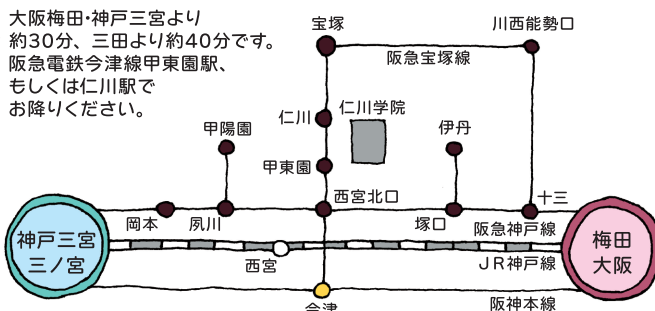 大阪梅田・神戸三宮より
約30分、三田より約40分です。
阪急電鉄今津線甲東園駅、
もしくは仁川駅で
お降りください。
宝塚
川西能勢口
阪急宝塚線
仁川
仁川学院
甲陽園
伊丹
甲東園
西宮北口
十三
岡本
夙川
塚口
阪急神戸線
神戸三宮
三ノ宮
梅田
大阪
西宮
JR神戸線
今津
阪神本線